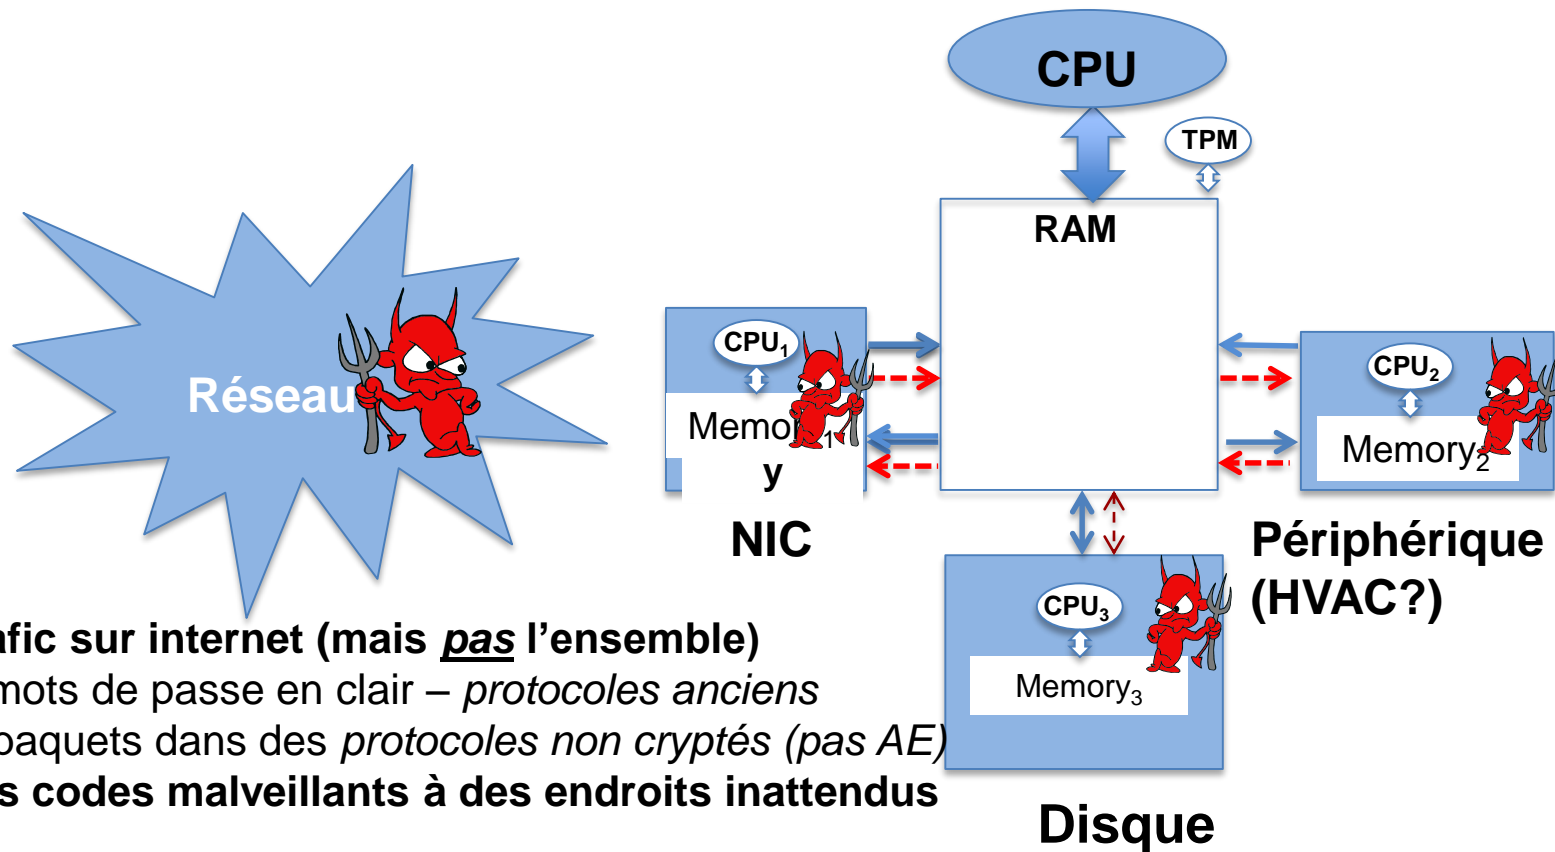 CPU
TPM
RAM
CPU₁
Memor₁
y
NIC
CPU₂
Memory₂
Périphérique
(HVAC?)
Réseau
CPU₃
Memory₃
Disque
afic sur internet (mais pas l’ensemble)
mots de passe en clair – protocoles anciens
paquets dans des protocoles non cryptés (pas AE)
s codes malveillants à des endroits inattendus